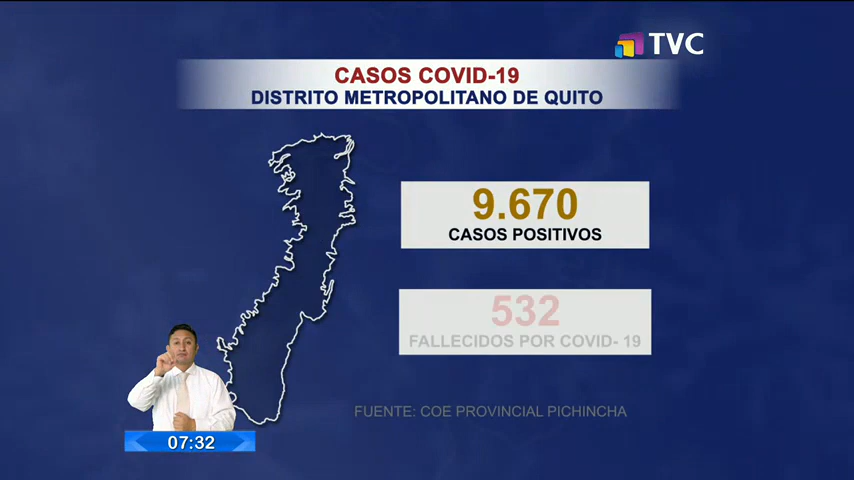 TVC
CASOS COVID-19
DISTRITO METROPOLITANO DE QUITO
9.670
CASOS POSITIVOS
532
FALLECIDOS POR COVID- 19
FUENTE: COE PROVINCIAL PICHINCHA
07:32